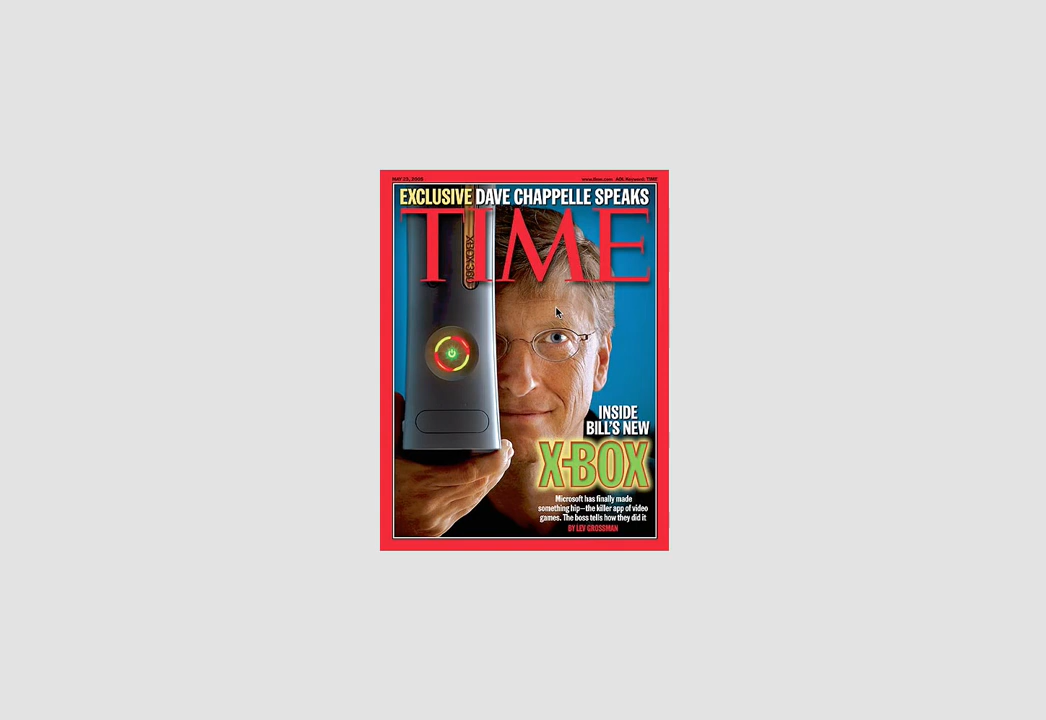 MAY 23, 2005
www.time.com AOL Keyword: TIME
EXCLUSIVE DAVE CHAPPELLE SPEAKS
TIME
XBOX 360
INSIDE
BILL'S NEW
X-BOX
Microsoft has finally made
something hip—the killer app of video
games. The boss tells how they did it
BY LEV GROSSMAN